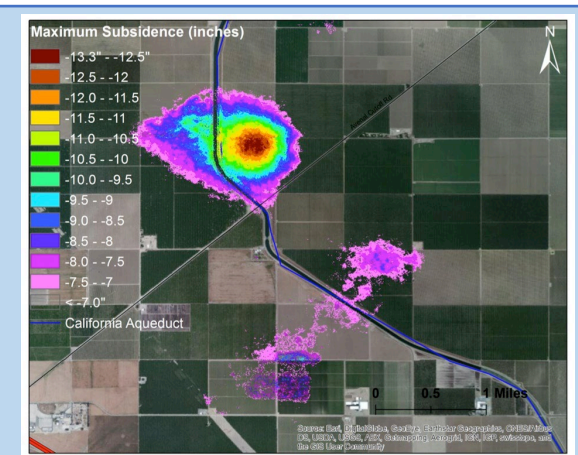 Maximum Subsidence (inches)
N
-13.3" - -12.5"
-12.5 - -12
-12.0 - -11.5
-11.5 - -11
-11.0 - -10.5
-10.5 - -10
-10.0 - -9.5
-9.5 - -9
-9.0 - -8.5
-8.5 - -8
-8.0 - -7.5
-7.5 - -7
< -7.0"
California Aqueduct
0 0.5 1 Miles
Source: Esri, DigitalGlobe, GeoEye, Earthstar Geographics, CNES/Airbus
DS, USDA, USGS, AEX, Getmapping, Aerogrid, IGN, IGP, swisstopo, and
the GIS User Community